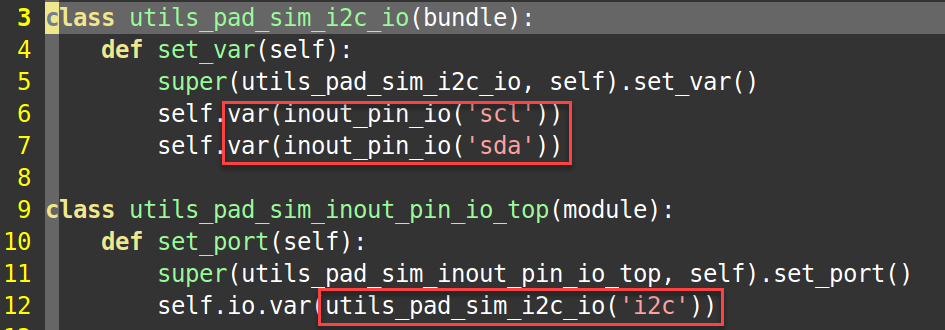 3 class utils_pad_sim_i2c_io(bundle):
4     def set_var(self):
5         super(utils_pad_sim_i2c_io, self).set_var()
6         self.var(inout_pin_io('scl'))
7         self.var(inout_pin_io('sda'))
8
9 class utils_pad_sim_inout_pin_io_top(module):
10     def set_port(self):
11         super(utils_pad_sim_inout_pin_io_top, self).set_port()
12         self.io.var(utils_pad_sim_i2c_io('i2c'))